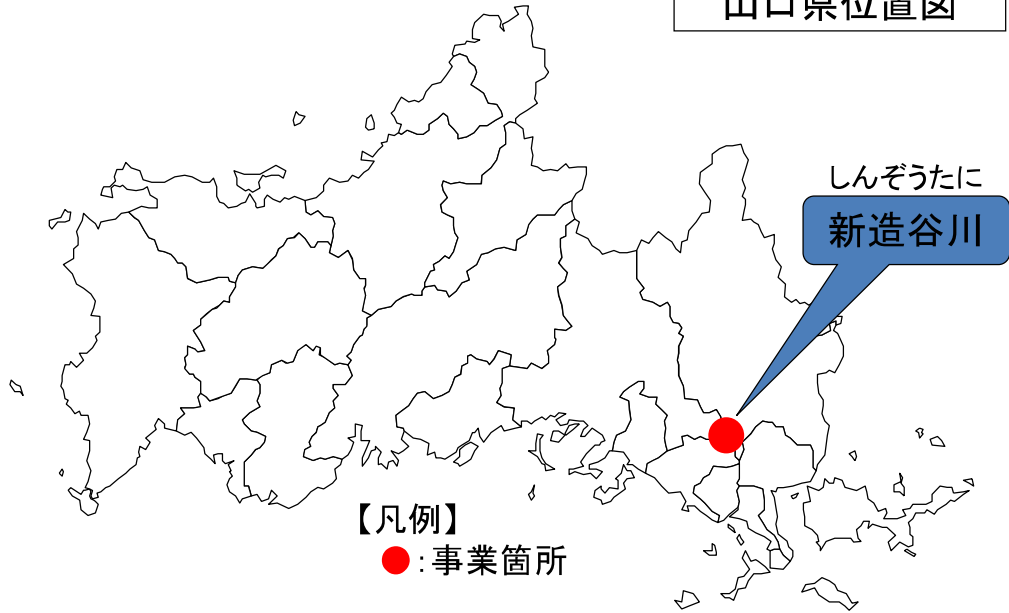 山口県位置図
しんぞうたに
新造谷川
【凡例】
●:事業箇所